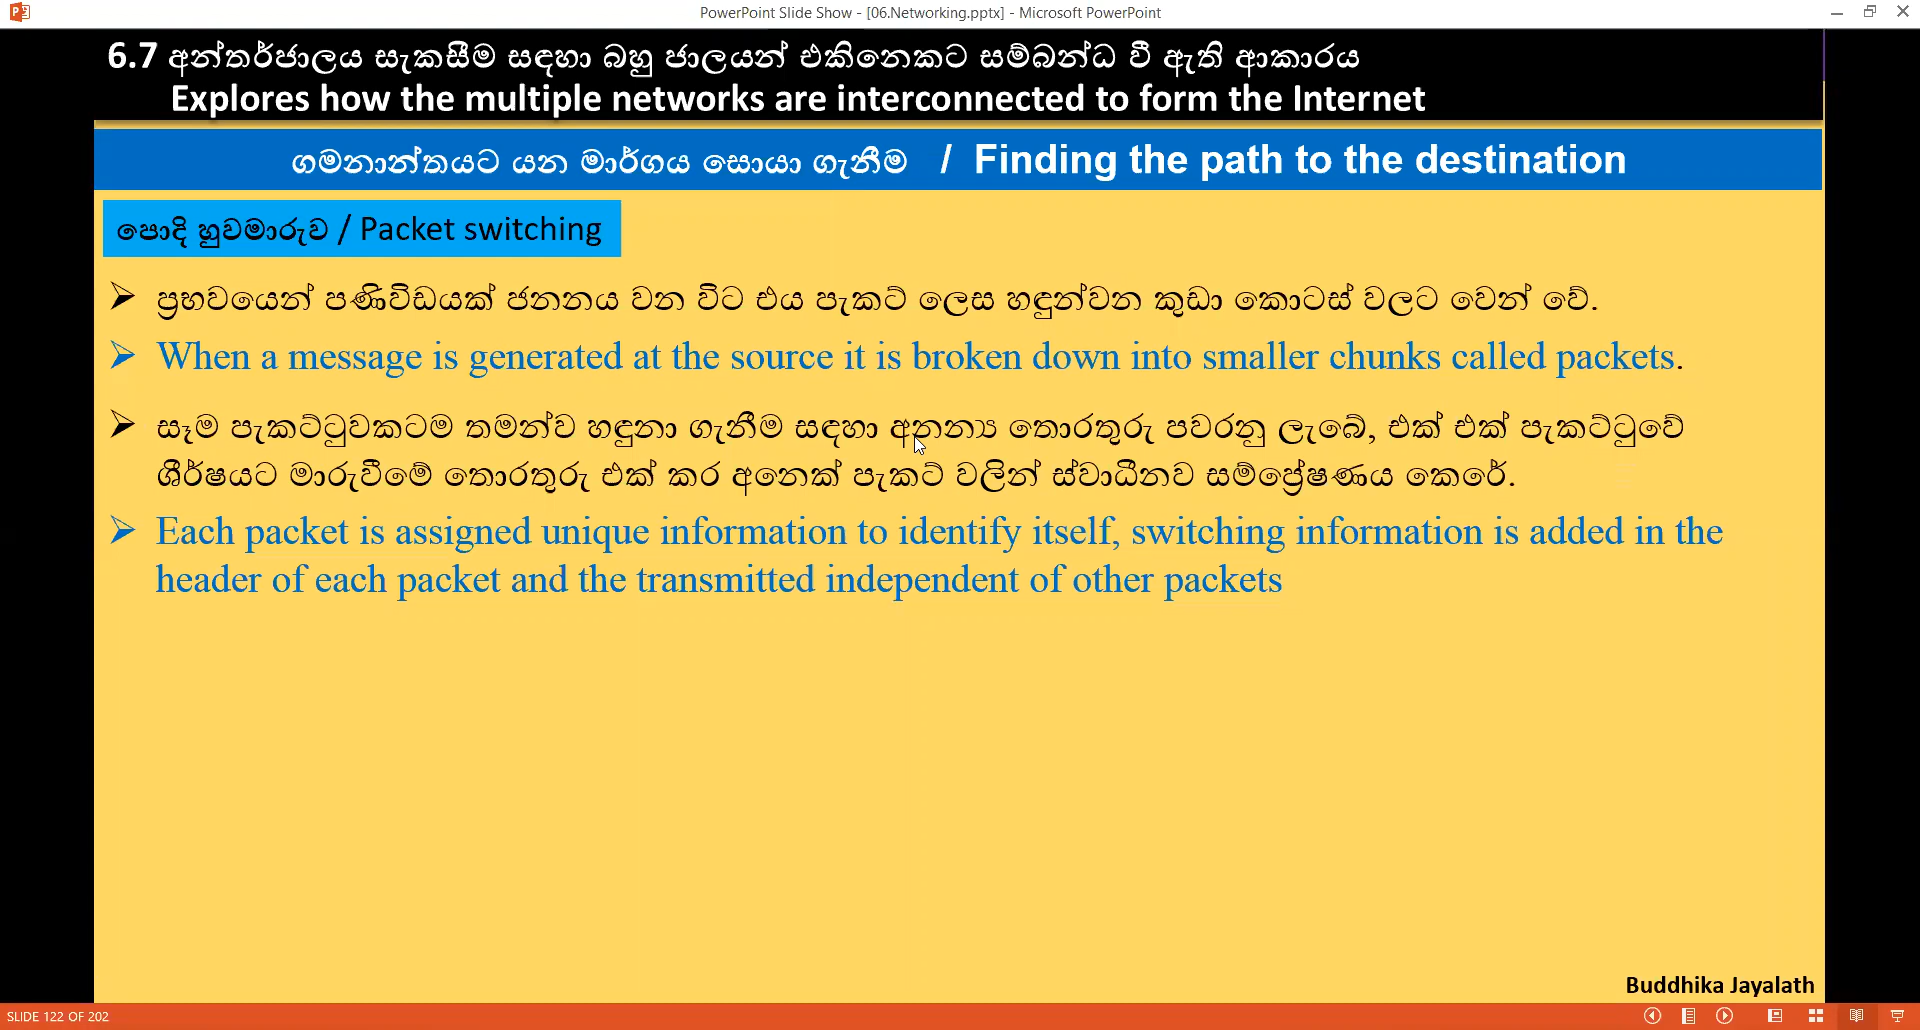 PowerPoint Slide Show - [06.Networking.pptx] - Microsoft PowerPoint
6.7 අන්තර්ජාලය සැකසීම සඳහා බහු ජාලයන් එකිනෙකට සම්බන්ධ වී ඇති ආකාරය
Explores how the multiple networks are interconnected to form the Internet
ගමනාන්තයට යන මාර්ගය සොයා ගැනීම / Finding the path to the destination
පොදි හුවමාරුව / Packet switching
➢ ප්‍රභවයෙන් පණිවිඩයක් ජනනය වන විට එය පැකට් ලෙස හඳුන්වන කුඩා කොටස් වලට වෙන් වේ.
➢ When a message is generated at the source it is broken down into smaller chunks called packets.
➢ සෑම පැකට්ටුවකටම තමන්ව හඳුනා ගැනීම සඳහා අනන්‍ය තොරතුරු පවරනු ලැබේ, එක් එක් පැකට්ටුවේ
ශීර්ෂයට මාරුවීමේ තොරතුරු එක් කර අනෙක් පැකට් වලින් ස්වාධීනව සම්ප්‍රේෂණය කෙරේ.
➢ Each packet is assigned unique information to identify itself, switching information is added in the
header of each packet and the transmitted independent of other packets
Buddhika Jayalath
SLIDE 122 OF 202